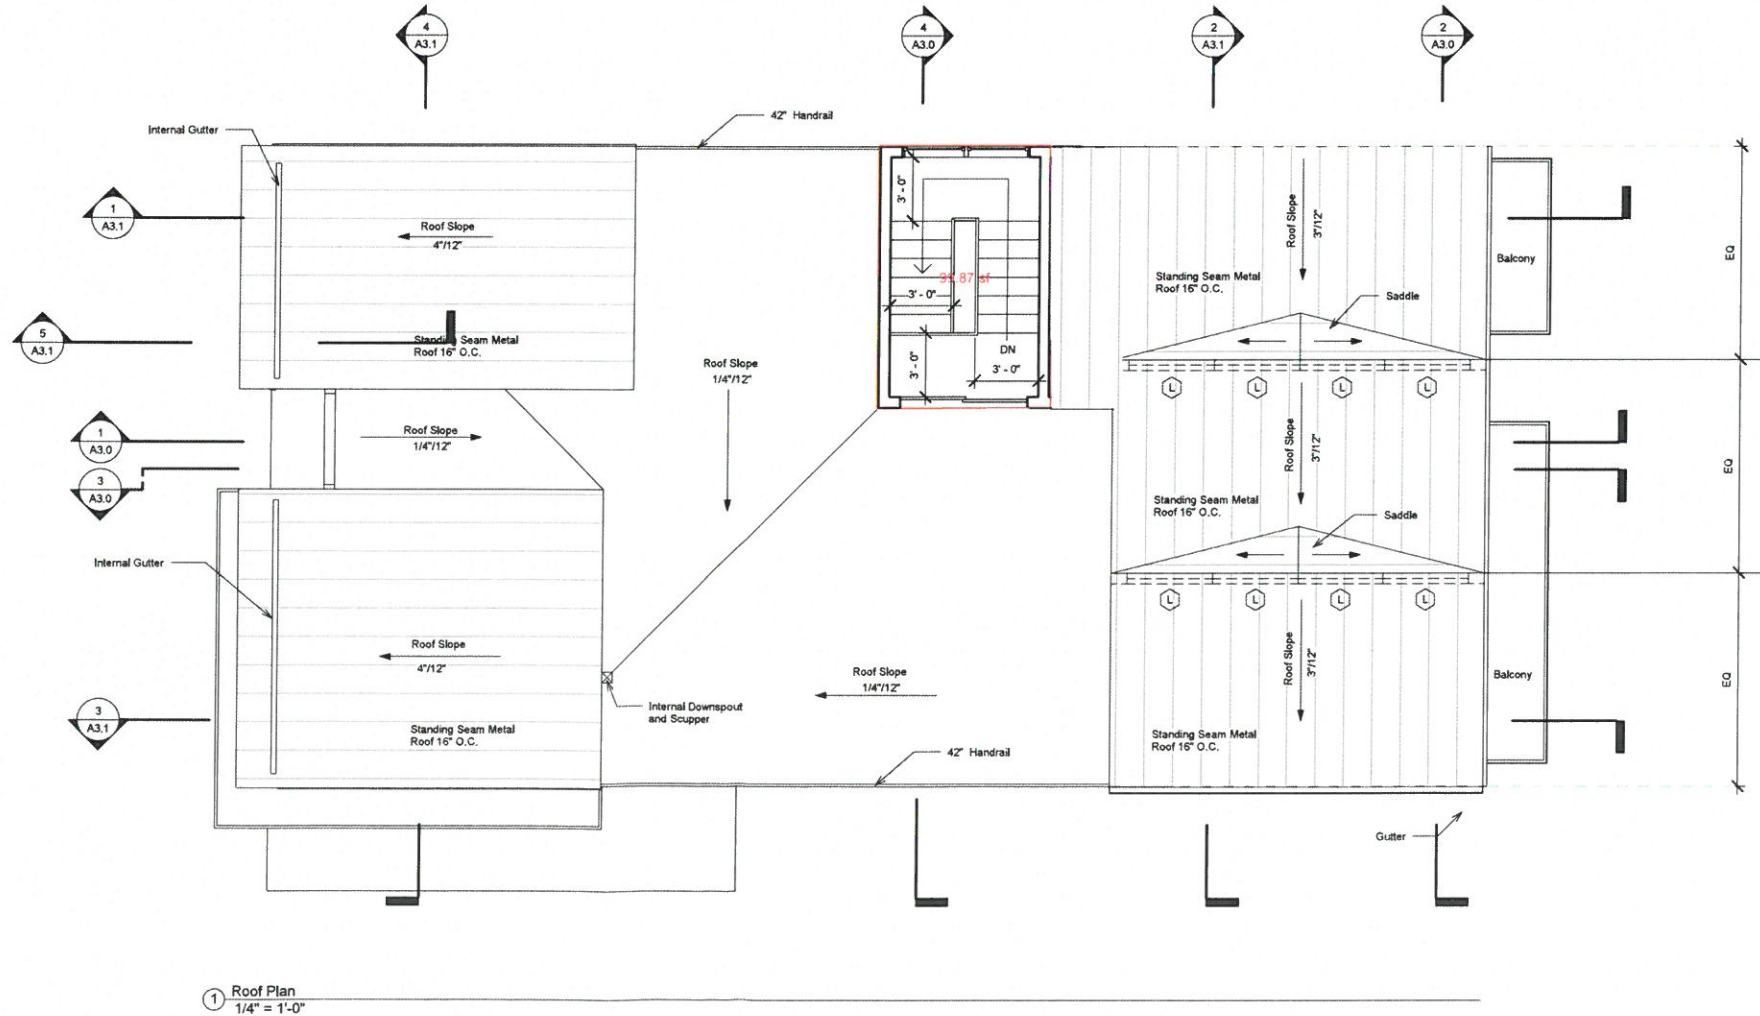 4
A3.1
4
A3.0
2
A3.1
2
A3.0
42" Handrail
Internal Gutter
3' - 0"
1
A3.1
Roof Slope
4"/12"
Roof Slope
3"/12"
Balcony
EQ
Standing Seam Metal
Roof 16" O.C.
Saddle
3' - 0"
5
A3.1
Standing Seam Metal
Roof 16" O.C.
DN
3' - 0"
3' - 0"
Roof Slope
1/4"/12"
L
L
L
L
1
A3.0
Roof Slope
1/4"/12"
Roof Slope
3"/12"
EQ
3
A3.0
Standing Seam Metal
Roof 16" O.C.
Saddle
Internal Gutter
L
L
L
L
Roof Slope
4"/12"
Roof Slope
1/4"/12"
Roof Slope
3"/12"
Balcony
EQ
3
A3.1
Internal Downspout
and Scupper
Standing Seam Metal
Roof 16" O.C.
Standing Seam Metal
Roof 16" O.C.
42" Handrail
Gutter
1
Roof Plan
1/4" = 1'-0"